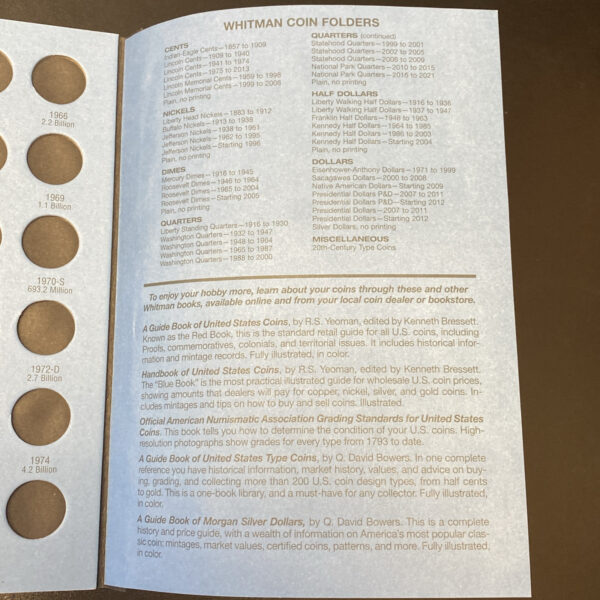 1966
2.2 Billion
1969
1.1 Billion
1970-S
693.2 Million
1972-D
2.7 Billion
1974
4.2 Billion
WHITMAN COIN FOLDERS
CENTS
Indian-Eagle Cents—1857 to 1909
Lincoln Cents—1909 to 1940
Lincoln Cents—1941 to 1974
Lincoln Cents—1975 to 2013
Lincoln Memorial Cents—1959 to 1998
Lincoln Memorial Cents—1999 to 2008
Plain, no printing
NICKELS
Liberty Head Nickels—1883 to 1912
Buffalo Nickels—1913 to 1938
Jefferson Nickels—1938 to 1961
Jefferson Nickels—1962 to 1995
Jefferson Nickels—Starting 1996
Plain, no printing
DIMES
Mercury Dimes—1916 to 1945
Roosevelt Dimes—1946 to 1964
Roosevelt Dimes—1965 to 2004
Roosevelt Dimes—Starting 2005
Plain, no printing
QUARTERS
Liberty Standing Quarters—1916 to 1930
Washington Quarters—1932 to 1947
Washington Quarters—1948 to 1964
Washington Quarters—1965 to 1987
Washington Quarters—1988 to 2000
QUARTERS (continued)
Statehood Quarters—1999 to 2001
Statehood Quarters—2002 to 2005
Statehood Quarters—2006 to 2009
National Park Quarters—2010 to 2015
National Park Quarters—2016 to 2021
Plain, no printing
HALF DOLLARS
Liberty Walking Half Dollars—1916 to 1936
Liberty Walking Half Dollars—1937 to 1947
Franklin Half Dollars—1948 to 1963
Kennedy Half Dollars—1964 to 1985
Kennedy Half Dollars—1986 to 2003
Kennedy Half Dollars—Starting 2004
Plain, no printing
DOLLARS
Eisenhower-Anthony Dollars—1971 to 1999
Sacagawea Dollars—2000 to 2008
Native American Dollars—Starting 2009
Presidential Dollars P&D—2007 to 2011
Presidential Dollars P&D—Starting 2012
Presidential Dollars—2007 to 2011
Presidential Dollars—Starting 2012
Silver Dollars, no printing
MISCELLANEOUS
20th-Century Type Coins
To enjoy your hobby more, learn about your coins through these and other
Whitman books, available online and from your local coin dealer or bookstore.
A Guide Book of United States Coins, by R.S. Yeoman, edited by Kenneth Bressett.
Known as the Red Book, this is the standard retail guide for all U.S. coins, including
Proofs, commemoratives, colonials, and territorial issues. It includes historical infor-
mation and mintage records. Fully illustrated, in color.
Handbook of United States Coins, by R.S. Yeoman, edited by Kenneth Bressett.
The “Blue Book” is the most practical illustrated guide for wholesale U.S. coin prices,
showing amounts that dealers will pay for copper, nickel, silver, and gold coins. In-
cludes mintages and tips on how to buy and sell coins. Illustrated.
Official American Numismatic Association Grading Standards for United States
Coins. This book tells you how to determine the condition of your U.S. coins. High-
resolution photographs show grades for every type from 1793 to date.
A Guide Book of United States Type Coins, by Q. David Bowers. In one complete
reference you have historical information, market history, values, and advice on buy-
ing, grading, and collecting more than 200 U.S. coin design types, from half cents
to gold. This is a one-book library, and a must-have for any collector. Fully illustrated,
in color.
A Guide Book of Morgan Silver Dollars, by Q. David Bowers. This is a complete
history and price guide, with a wealth of information on America's most popular clas-
sic coin: mintages, market values, certified coins, patterns, and more. Fully illustrated,
in color.